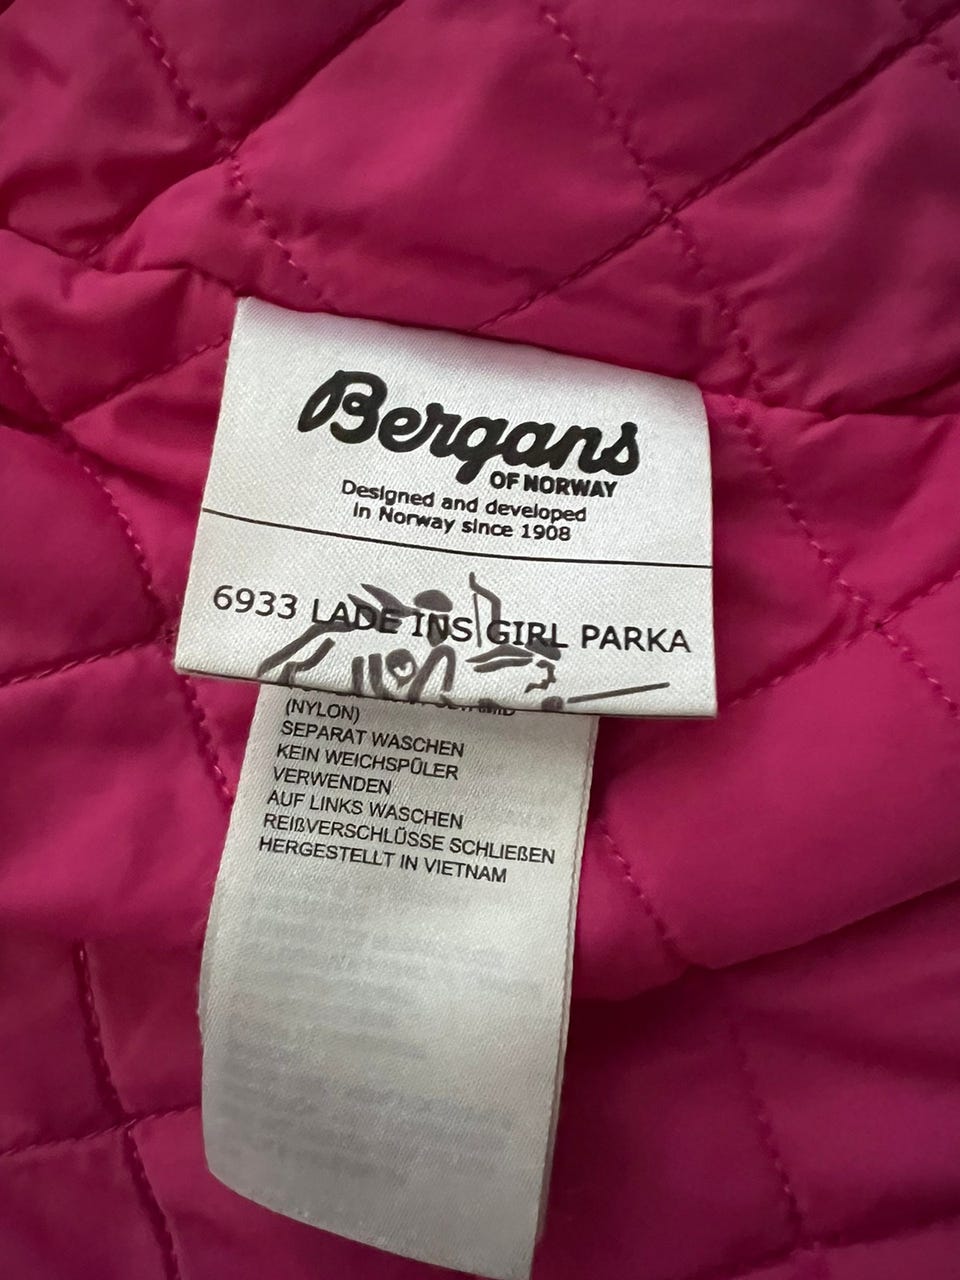 Bergans
OF NORWAY
Designed and developed
in Norway since 1908
6933 LADE INS GIRL PARKA
(NYLON)
SEPARAT WASCHEN
KEIN WEICHSPÜLER
VERWENDEN
AUF LINKS WASCHEN
REIßVERSCHLÜSSE SCHLIEßEN
HERGESTELLT IN VIETNAM